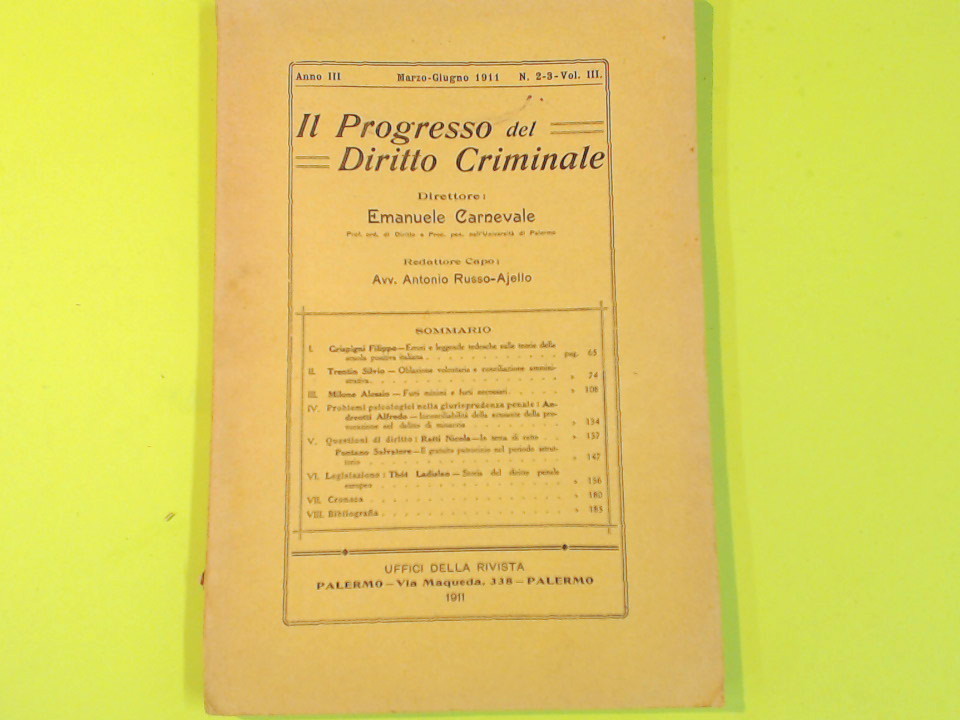 Anno III Marzo-Giugno 1911 N. 2-3-Vol. III.
Il Progresso del
Diritto Criminale
Direttore:
Emanuele Carnevale
Prof. ord. di Diritto e Proc. pen. nell'Università di Palermo
Redattore Capo:
Avv. Antonio Russo-Ajello
SOMMARIO
I. Grispigni Filippo—Errori e leggende tedesche sulle teorie della
scuola positiva italiana . . . . . . . . . . pag. 65
II. Trentin Silvio — Oblazione volontaria e conciliazione ammini-
strativa. . . . . . . . . . . . . . » 74
III. Milone Alessio — Furti minimi e furti necessari. . . . . » 108
IV. Problemi psicologici nella giurisprudenza penale: An-
dreotti Alfredo — Inconciliabilità della scusante della pro-
vocazione nel delitto di minaccia . . . . . . . » 134
V. Questioni di diritto: Ratti Nicola—In tema di ratto . . » 137
Pontano Salvatore—Il gratuito patrocinio nel periodo istrut-
torio . . . . . . . . . . . . . . » 147
VI. Legislazione: Thót Ladislao — Storia del diritto penale
europeo . . . . . . . . . . . . . » 156
VII. Cronaca . . . . . . . . . . . . . » 180
VIII. Bibliografia . . . . . . . . . . . . » 183
UFFICI DELLA RIVISTA
PALERMO — Via Maqueda, 338 — PALERMO
1911